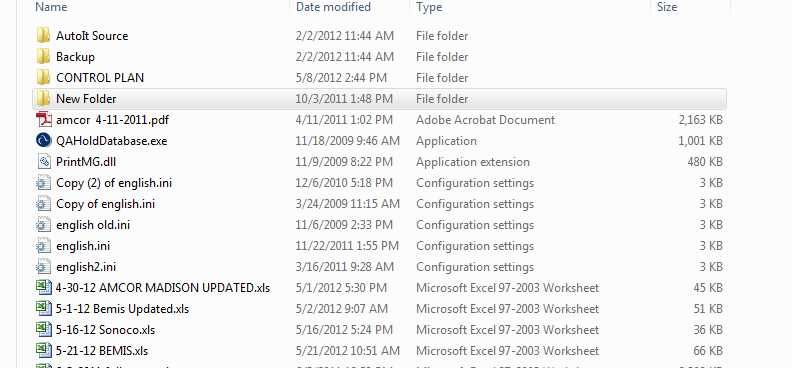 Name Date modified Type Size
AutoIt Source 2/2/2012 11:44 AM File folder
Backup 2/2/2012 11:44 AM File folder
CONTROL PLAN 5/8/2012 2:44 PM File folder
New Folder 10/3/2011 1:48 PM File folder
amcor 4-11-2011.pdf 4/11/2011 1:02 PM Adobe Acrobat Document 2,163 KB
QAHoldDatabase.exe 11/18/2009 9:46 AM Application 1,001 KB
PrintMG.dll 11/9/2009 8:22 PM Application extension 480 KB
Copy (2) of english.ini 12/6/2010 5:18 PM Configuration settings 3 KB
Copy of english.ini 3/24/2009 11:15 AM Configuration settings 3 KB
english old.ini 11/6/2009 2:33 PM Configuration settings 3 KB
english.ini 11/22/2011 1:55 PM Configuration settings 3 KB
english2.ini 3/16/2011 9:28 AM Configuration settings 3 KB
4-30-12 AMCOR MADISON UPDATED.xls 5/1/2012 5:30 PM Microsoft Excel 97-2003 Worksheet 45 KB
5-1-12 Bemis Updated.xls 5/2/2012 9:07 AM Microsoft Excel 97-2003 Worksheet 51 KB
5-16-12 Sonoco.xls 5/16/2012 5:24 PM Microsoft Excel 97-2003 Worksheet 36 KB
5-21-12 BEMIS.xls 5/21/2012 10:51 AM Microsoft Excel 97-2003 Worksheet 66 KB